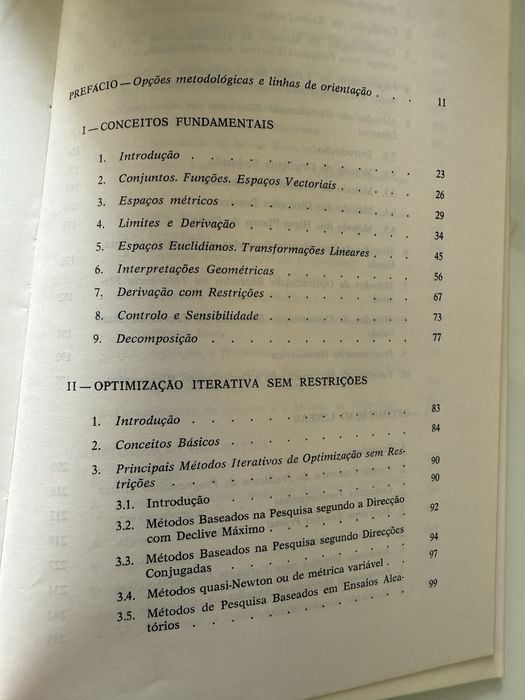 PREFÁCIO — Opções metodológicas e linhas de orientação . . . 11
I — CONCEITOS FUNDAMENTAIS
1. Introdução . . . . . . . . . . . 23
2. Conjuntos. Funções. Espaços Vectoriais . . . . 26
3. Espaços métricos . . . . . . . . . . 29
4. Limites e Derivação . . . . . . . . . 34
5. Espaços Euclidianos. Transformações Lineares . . . 45
6. Interpretações Geométricas . . . . . . . 56
7. Derivação com Restrições . . . . . . . . 67
8. Controlo e Sensibilidade . . . . . . . . 73
9. Decomposição . . . . . . . . . . 77
II — OPTIMIZAÇÃO ITERATIVA SEM RESTRIÇÕES
1. Introdução . . . . . . . . . . . 83
2. Conceitos Básicos . . . . . . . . . . 84
3. Principais Métodos Iterativos de Optimização sem Res-
trições . . . . . . . . . . . . 90
3.1. Introdução . . . . . . . . . . 90
3.2. Métodos Baseados na Pesquisa segundo a Direcção
com Declive Máximo . . . . . . . 92
3.3. Métodos Baseados na Pesquisa segundo Direcções
Conjugadas . . . . . . . . . . 94
3.4. Métodos quasi-Newton ou de métrica variável . . 97
3.5. Métodos de Pesquisa Baseados em Ensaios Alea-
tórios . . . . . . . . . . . 99